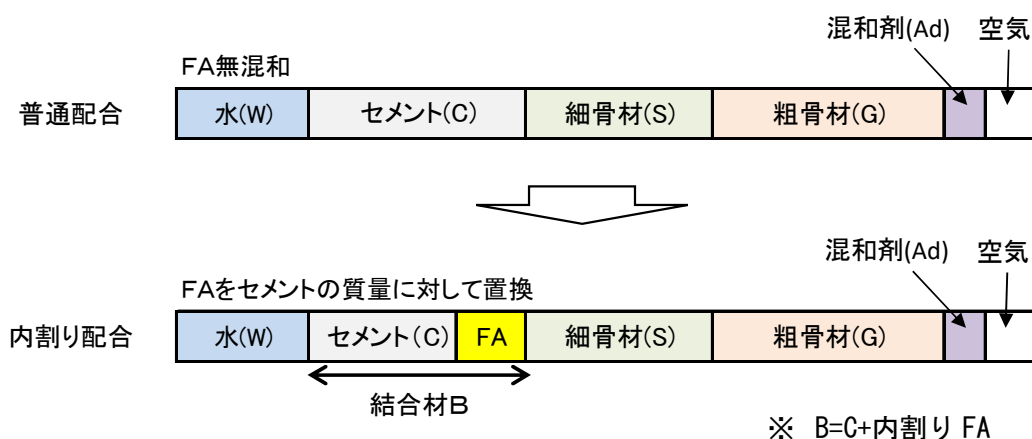 混和剤(Ad) 空気
FA無混和
普通配合
水(W) セメント(C) 細骨材(S) 粗骨材(G)
混和剤(Ad) 空気
FAをセメントの質量に対して置換
内割り配合
水(W) セメント(C) FA 細骨材(S) 粗骨材(G)
結合材B
※ B=C+内割り FA